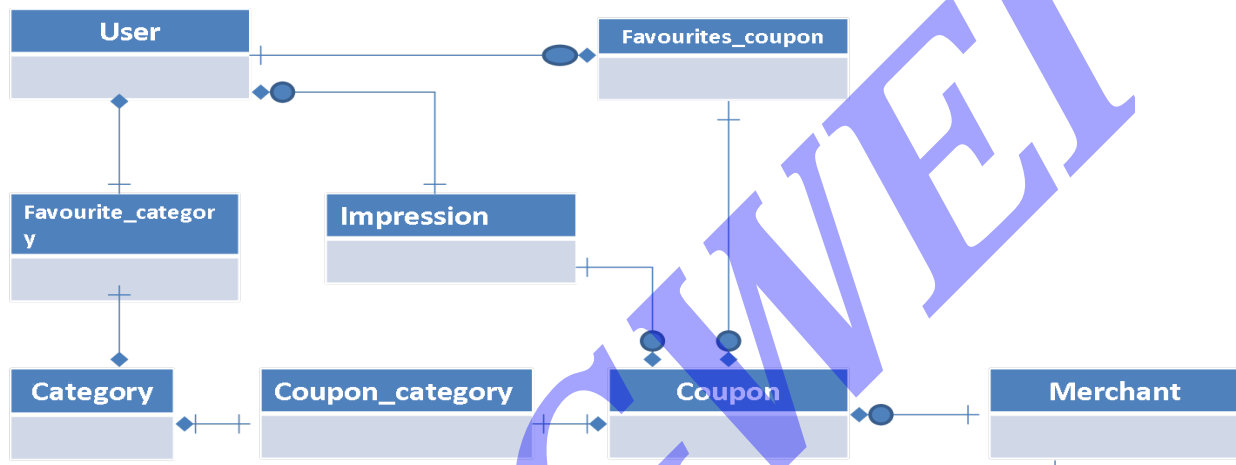 User
Favourites_coupon
Favourite_categor
y
Impression
Category
Coupon_category
Coupon
Merchant